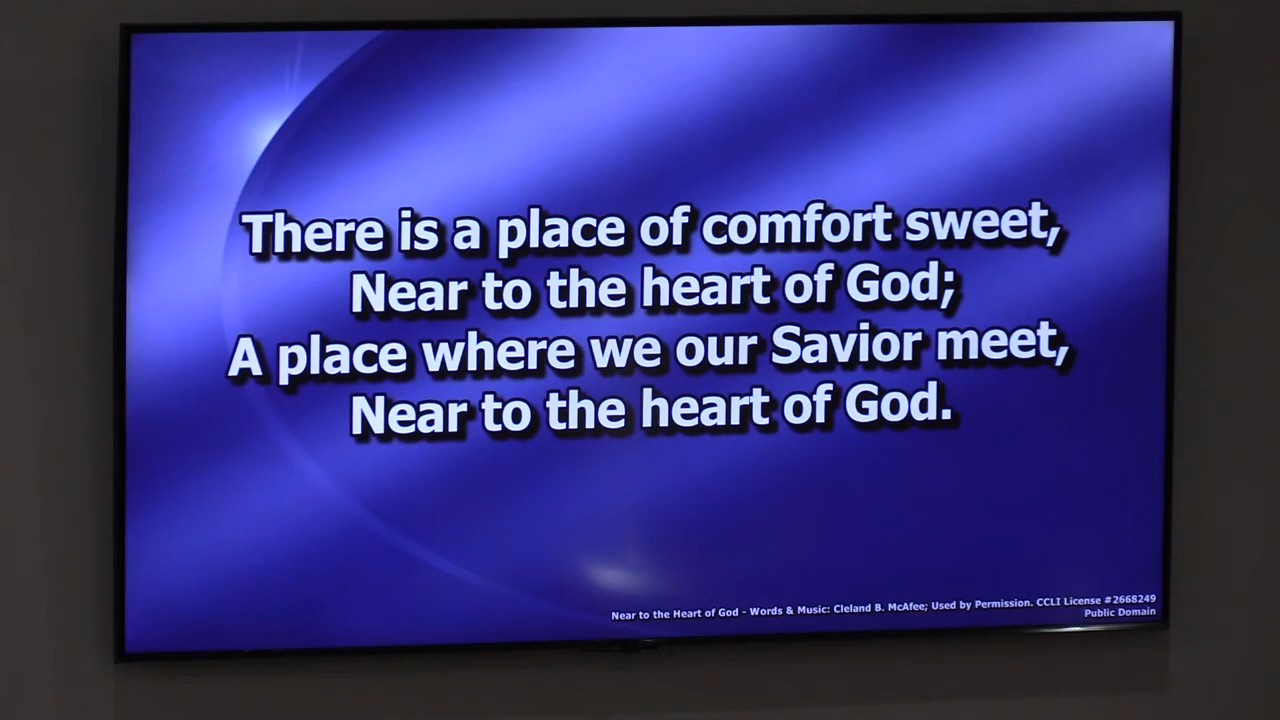 There is a place of comfort sweet,
Near to the heart of God;
A place where we our Savior meet,
Near to the heart of God.
Near to the Heart of God - Words & Music: Cleland B. McAfee; Used by Permission. CCLI License #2668249
Public Domain